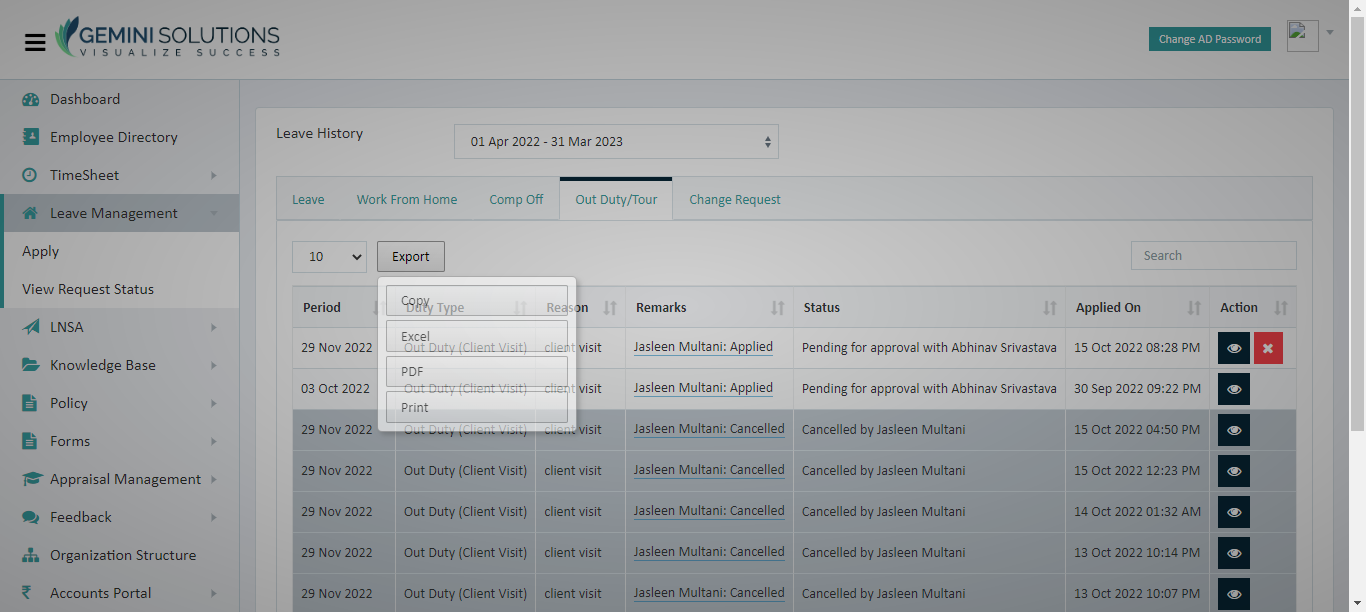 GEMINI SOLUTIONS
VISUALIZE SUCCESS
Change AD Password
Dashboard
Employee Directory
TimeSheet
Leave Management
Apply
View Request Status
LNSA
Knowledge Base
Policy
Forms
Appraisal Management
Feedback
Organization Structure
Accounts Portal
Leave History
01 Apr 2022 - 31 Mar 2023
Leave Work From Home Comp Off Out Duty/Tour Change Request
10 Export Search
Copy
Excel
PDF
Print
Period Duty Type Reason Remarks Status Applied On Action
29 Nov 2022 Out Duty (Client Visit) client visit Jasleen Multani: Applied Pending for approval with Abhinav Srivastava 15 Oct 2022 08:28 PM
03 Oct 2022 Out Duty (Client Visit) client visit Jasleen Multani: Applied Pending for approval with Abhinav Srivastava 30 Sep 2022 09:22 PM
29 Nov 2022 Out Duty (Client Visit) client visit Jasleen Multani: Cancelled Cancelled by Jasleen Multani 15 Oct 2022 04:50 PM
29 Nov 2022 Out Duty (Client Visit) client visit Jasleen Multani: Cancelled Cancelled by Jasleen Multani 15 Oct 2022 12:23 PM
29 Nov 2022 Out Duty (Client Visit) client visit Jasleen Multani: Cancelled Cancelled by Jasleen Multani 14 Oct 2022 01:32 AM
29 Nov 2022 Out Duty (Client Visit) client visit Jasleen Multani: Cancelled Cancelled by Jasleen Multani 13 Oct 2022 10:14 PM
29 Nov 2022 Out Duty (Client Visit) client visit Jasleen Multani: Cancelled Cancelled by Jasleen Multani 13 Oct 2022 10:07 PM